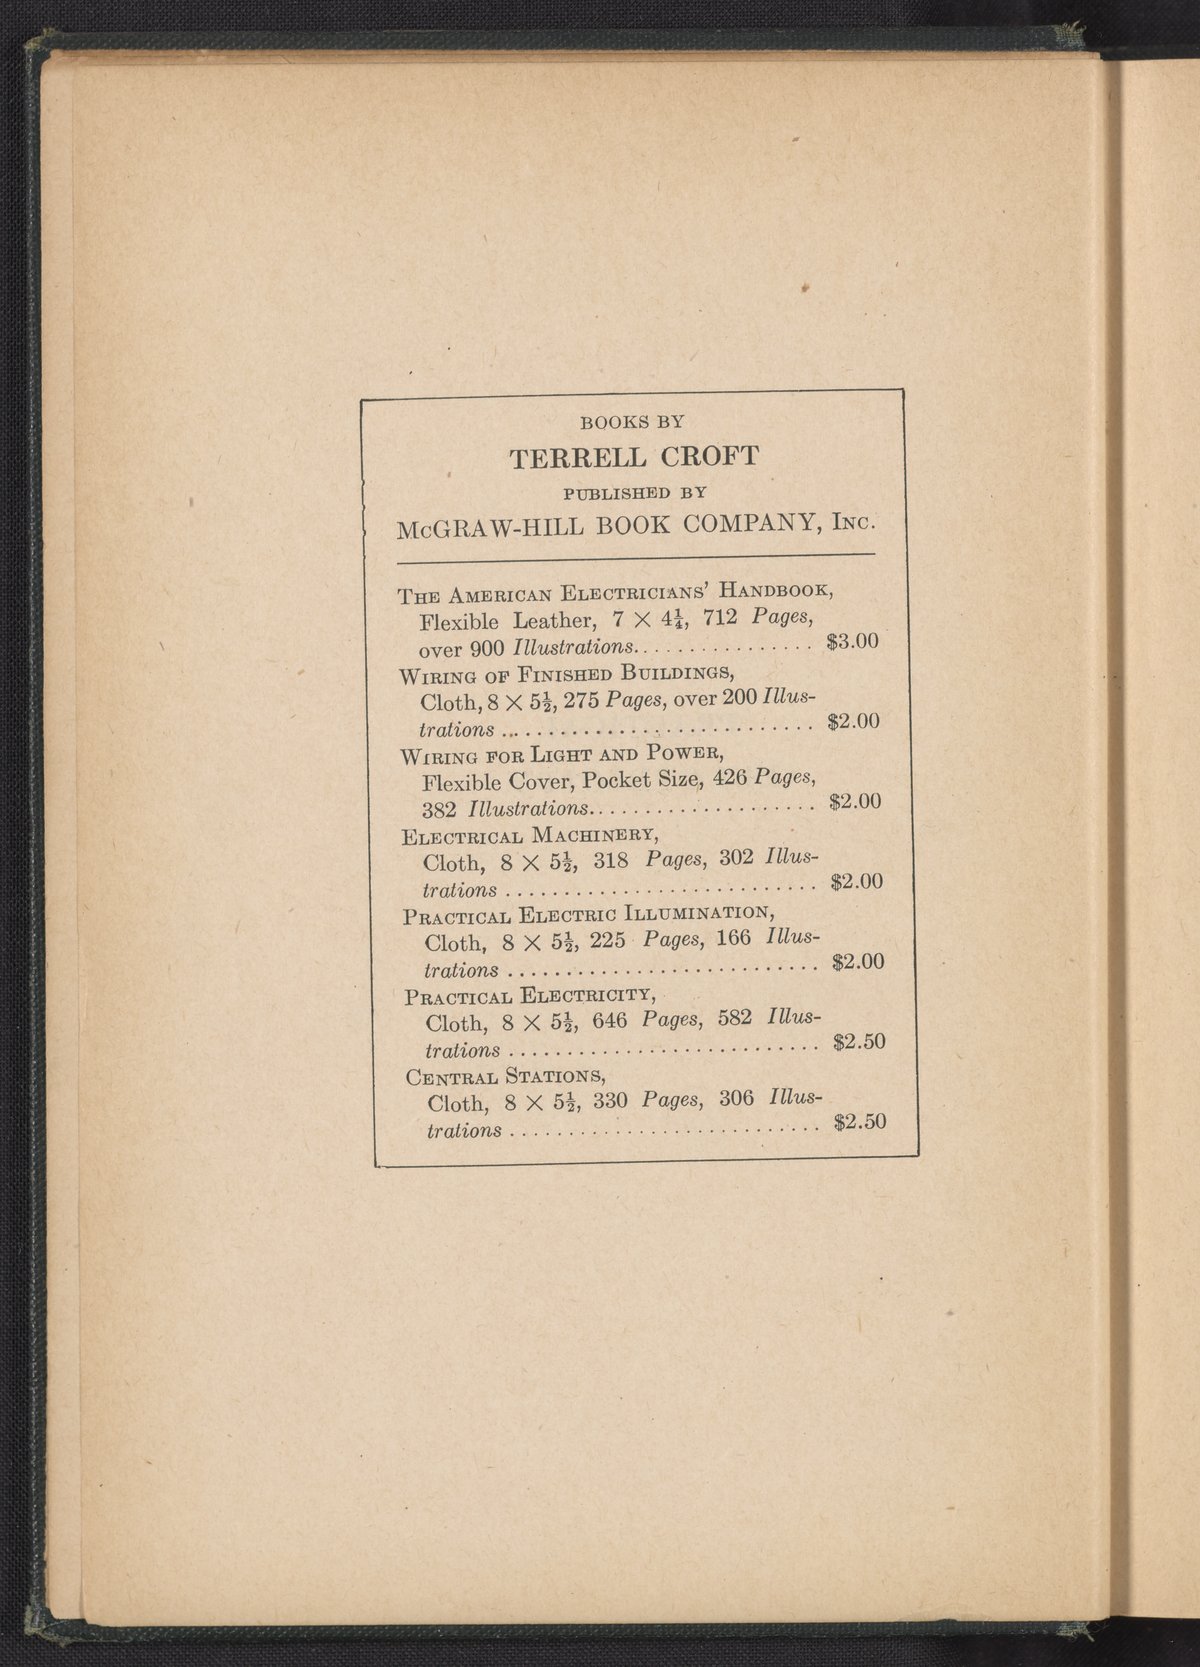 BOOKS BY
TERRELL CROFT
PUBLISHED BY
McGRAW-HILL BOOK COMPANY, Inc.
The American Electricians' Handbook,
Flexible Leather, 7 × 4¼, 712 Pages,
over 900 Illustrations................ $3.00
Wiring of Finished Buildings,
Cloth, 8 × 5½, 275 Pages, over 200 Illus-
trations ........................... $2.00
Wiring for Light and Power,
Flexible Cover, Pocket Size, 426 Pages,
382 Illustrations.................... $2.00
Electrical Machinery,
Cloth, 8 × 5½, 318 Pages, 302 Illus-
trations ........................... $2.00
Practical Electric Illumination,
Cloth, 8 × 5½, 225 Pages, 166 Illus-
trations ........................... $2.00
Practical Electricity,
Cloth, 8 × 5½, 646 Pages, 582 Illus-
trations ........................... $2.50
Central Stations,
Cloth, 8 × 5½, 330 Pages, 306 Illus-
trations ........................... $2.50